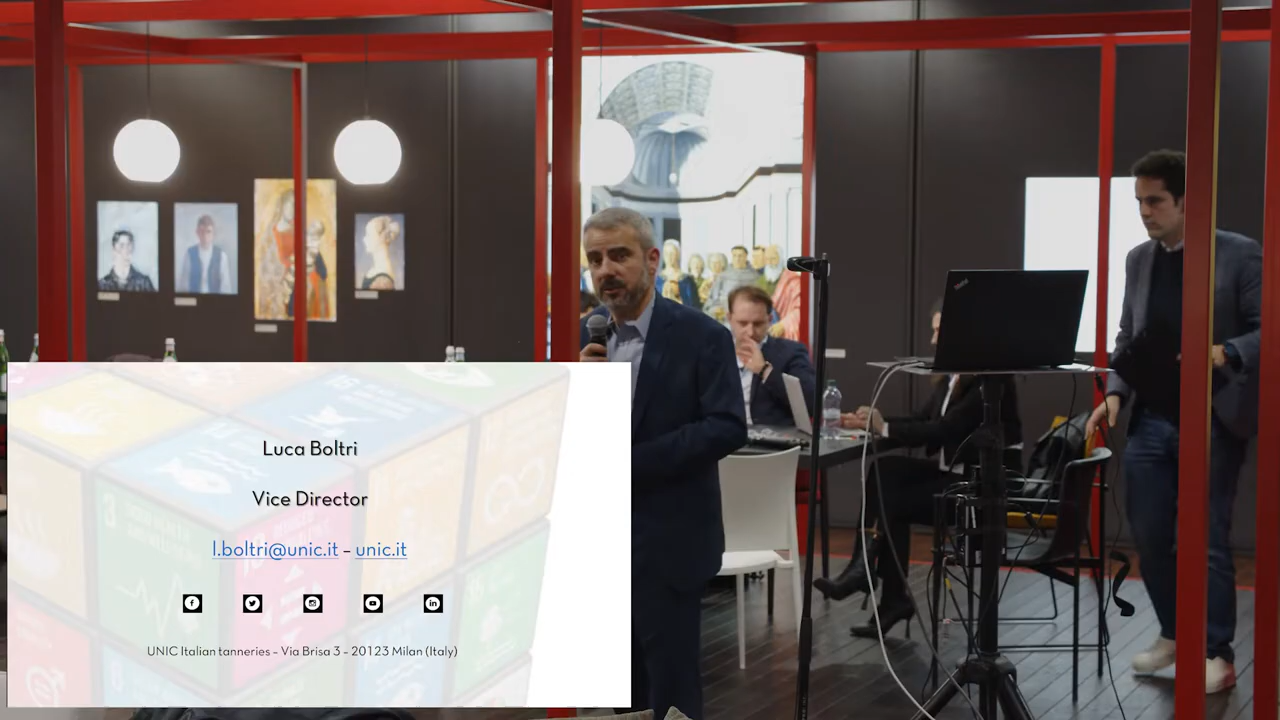 Luca Boltri
Vice Director
l.boltri@unic.it – unic.it
UNIC Italian tanneries – Via Brisa 3 – 20123 Milan (Italy)